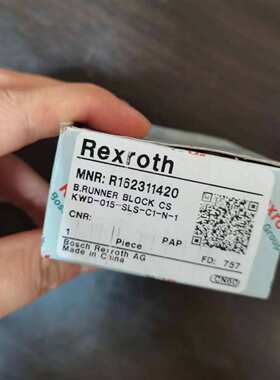 Rexroth
MNR: R162311420
B.RUNNER BLOCK CS
KWD-015-SLS-C1-N-1
CNR:
1 Piece PAP
Bosch Rexroth AG
Made in China
FD: 757
CN00